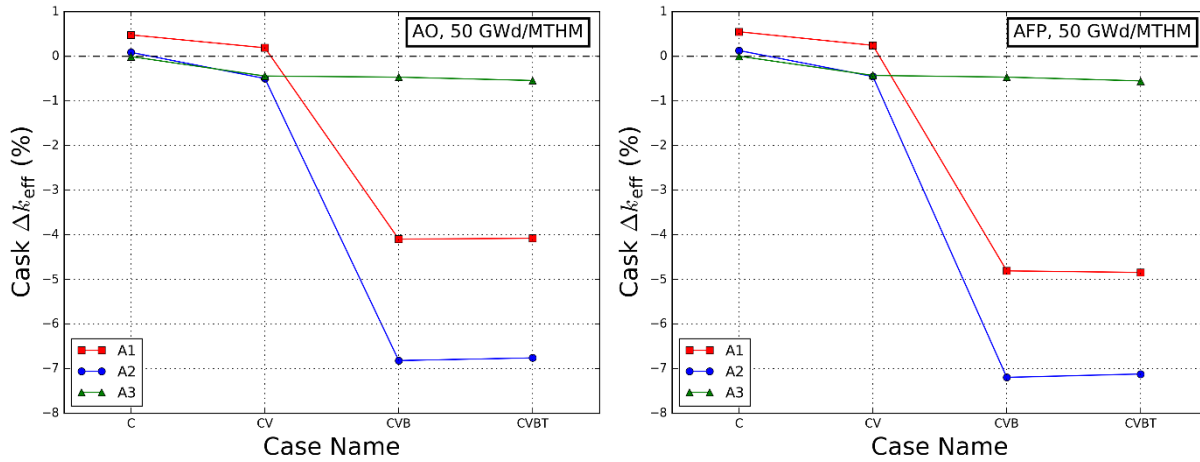 AO, 50 GWd/MTHM
Cask Δk_eff (%)
1
0
−1
−2
−3
−4
−5
−6
−7
−8
A1
A2
A3
C CV CVB CVBT
Case Name
AFP, 50 GWd/MTHM
Cask Δk_eff (%)
1
0
−1
−2
−3
−4
−5
−6
−7
−8
A1
A2
A3
C CV CVB CVBT
Case Name